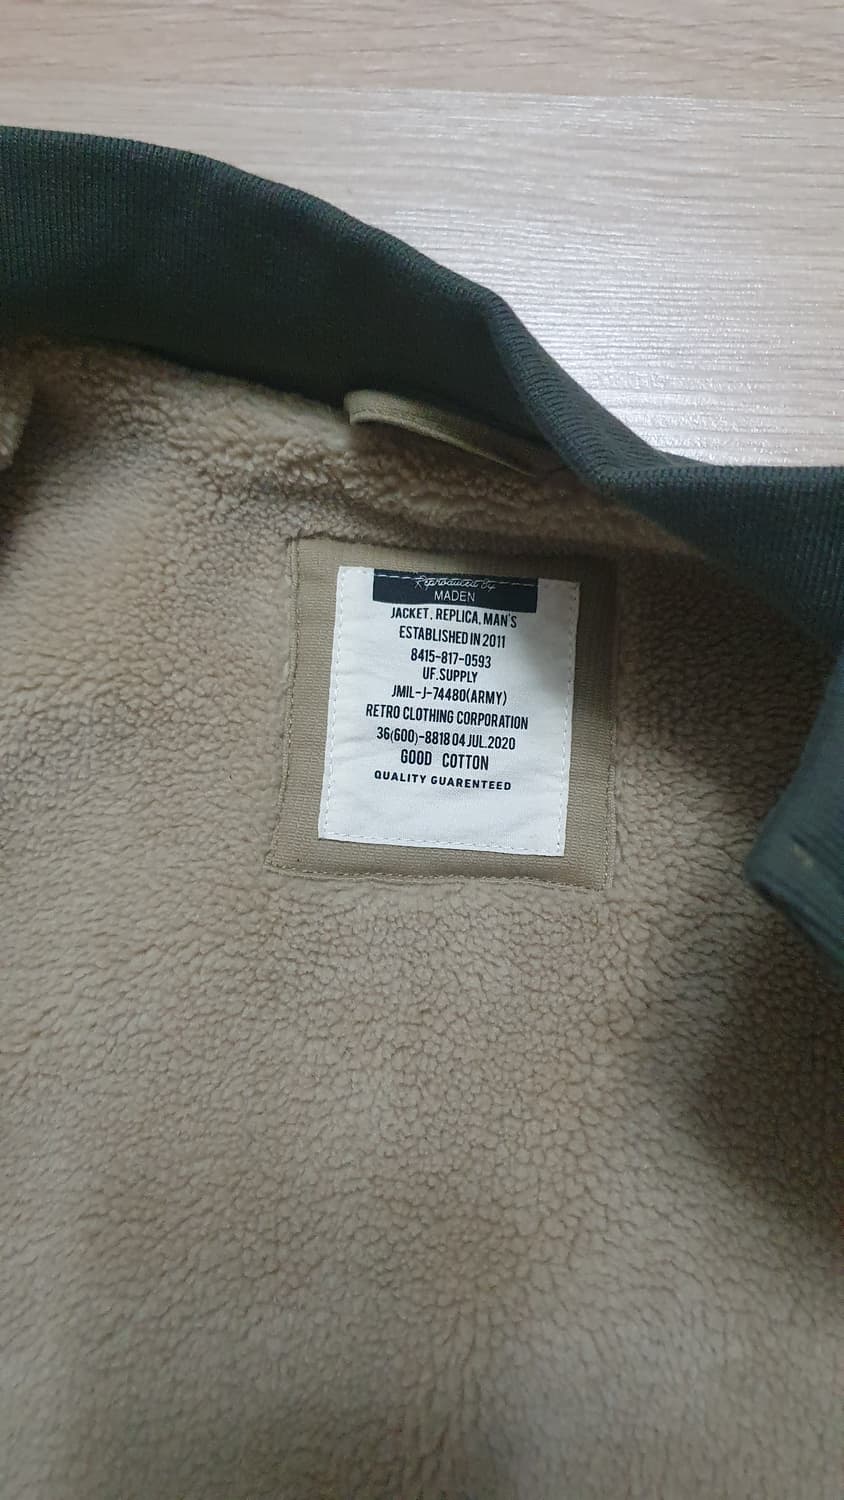 Reproduced By
MADEN
JACKET, REPLICA, MAN'S
ESTABLISHED IN 2011
8415-817-0593
UF.SUPPLY
JMIL-J-74480(ARMY)
RETRO CLOTHING CORPORATION
36(600)-8818 04 JUL.2020
GOOD COTTON
QUALITY GUARENTEED